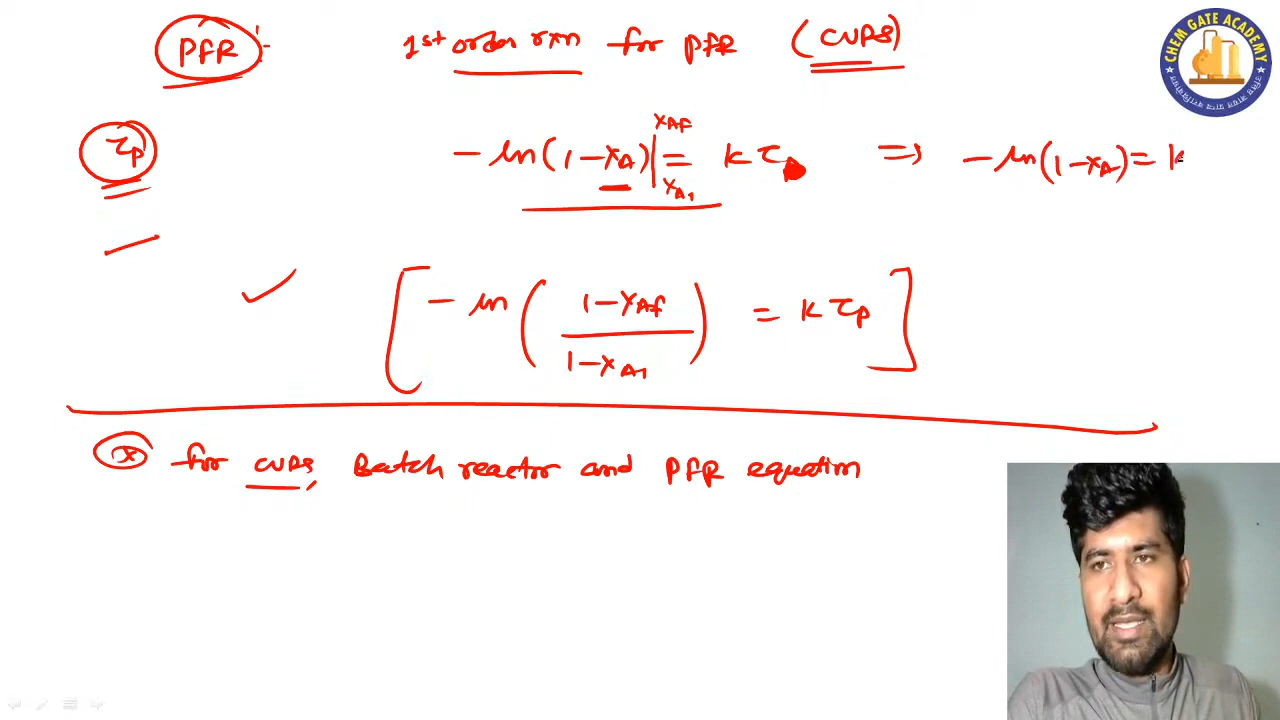 PFR :-
1st order rxn for PFR (CVRS)
CHEM GATE ACADEMY
τp
-ln(1-XA)|XA1 XAf = kτp ⇒ -ln(1-XA) = k
[-ln((1-XAf)/(1-XA1)) = kτp]
* for CVRS, Batch reactor and PFR equation